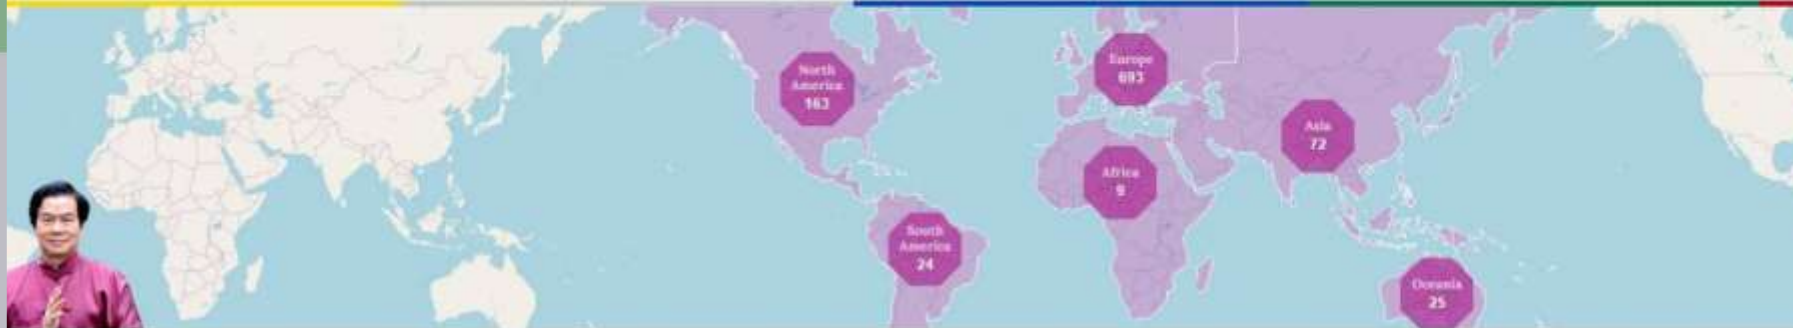 North
America
163
Europe
693
Asia
72
Africa
9
South
America
24
Oceania
25